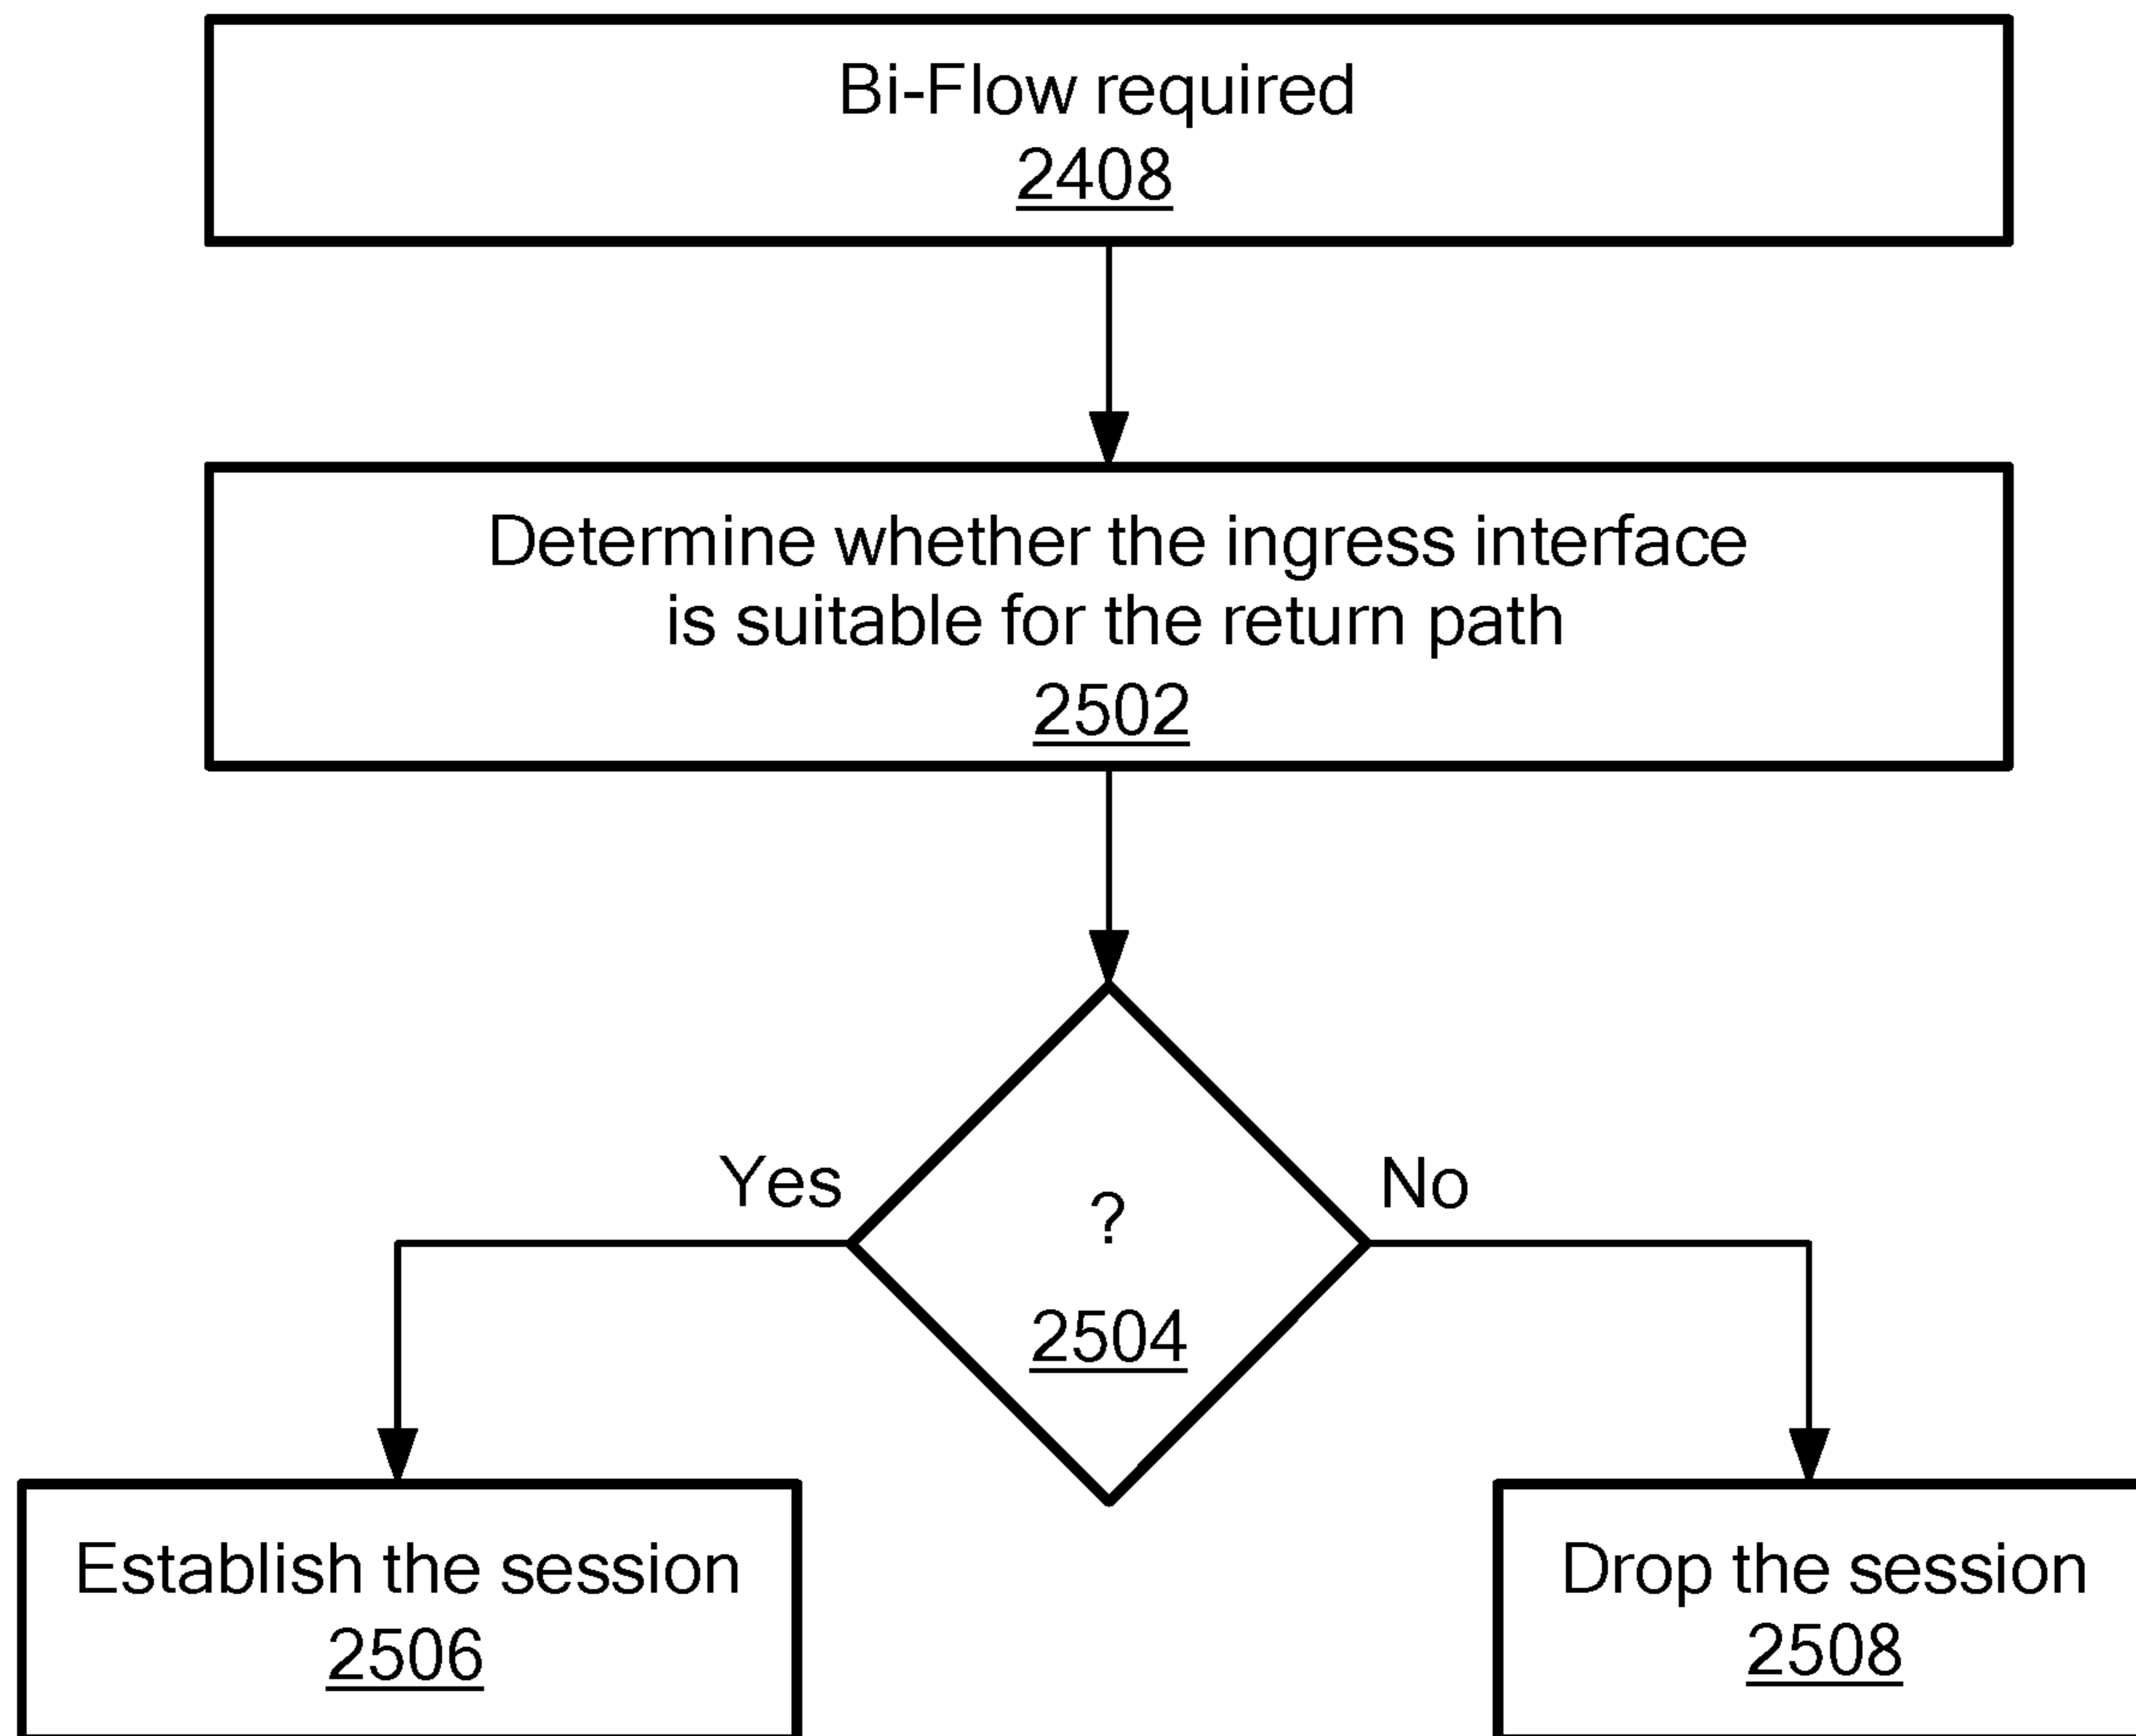 Bi-Flow required
2408
Determine whether the ingress interface
is suitable for the return path
2502
Yes
No
?
2504
Establish the session
2506
Drop the session
2508